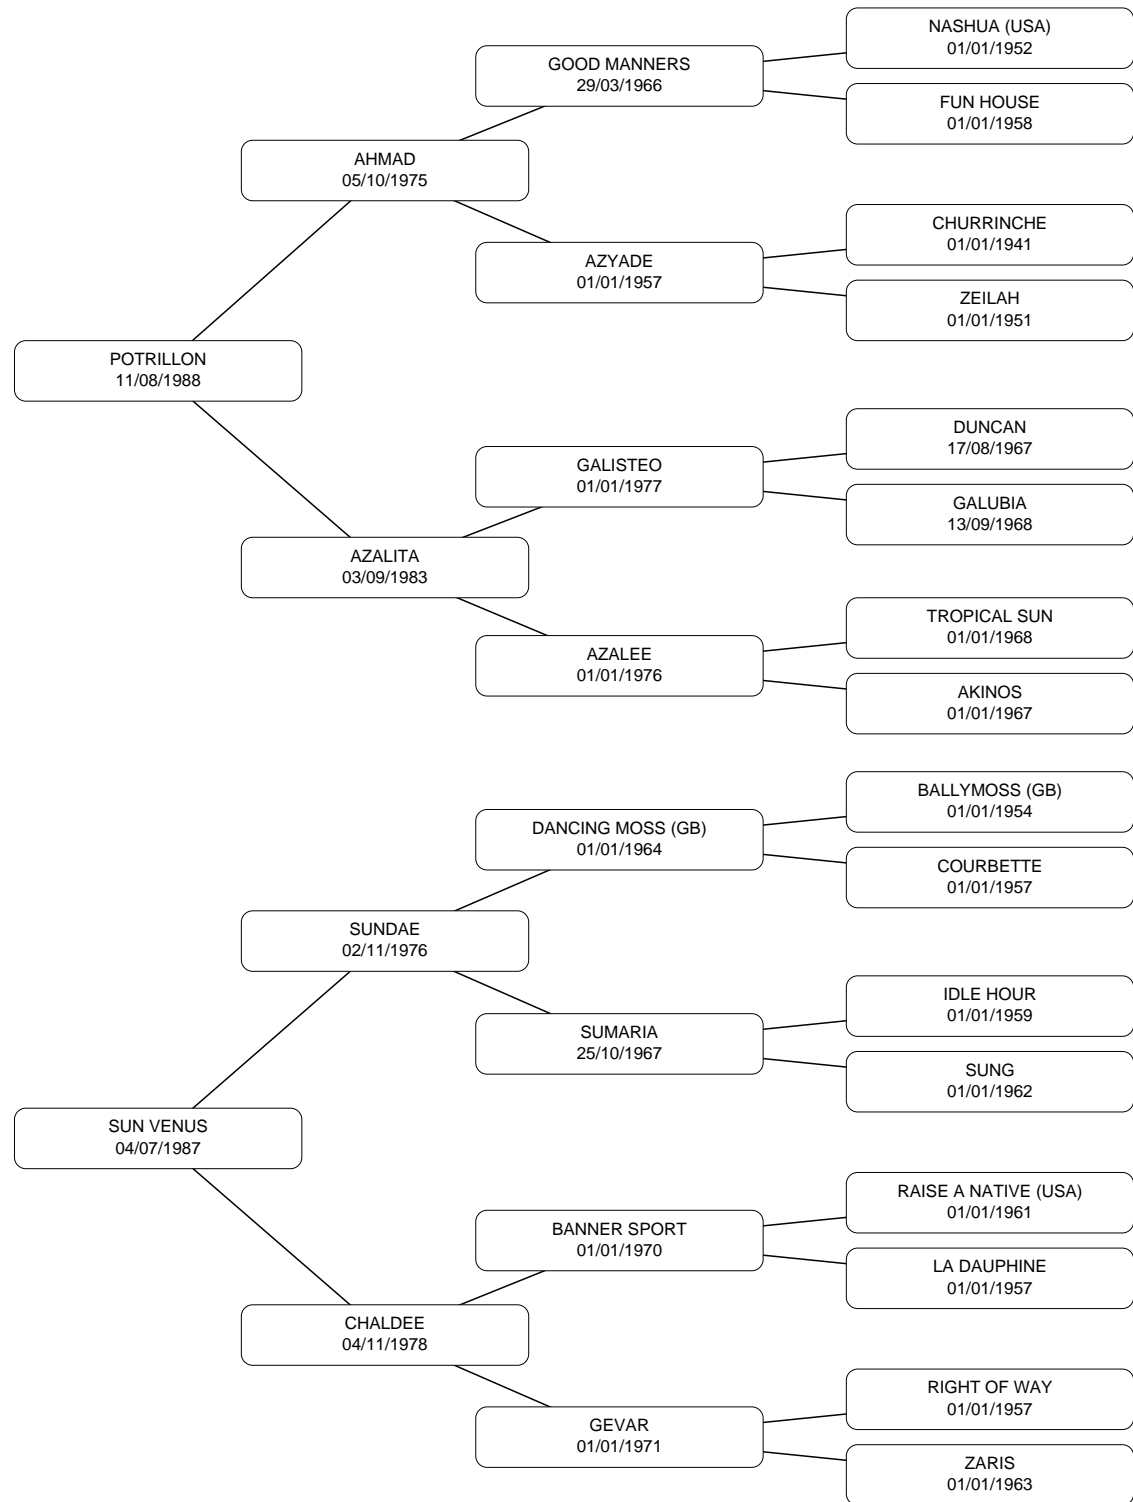 NASHUA (USA)
01/01/1952
GOOD MANNERS
29/03/1966
FUN HOUSE
01/01/1958
AHMAD
05/10/1975
CHURRINCHE
01/01/1941
AZYADE
01/01/1957
ZEILAH
01/01/1951
POTRILLON
11/08/1988
DUNCAN
17/08/1967
GALISTEO
01/01/1977
GALUBIA
13/09/1968
AZALITA
03/09/1983
TROPICAL SUN
01/01/1968
AZALEE
01/01/1976
AKINOS
01/01/1967
BALLYMOSS (GB)
01/01/1954
DANCING MOSS (GB)
01/01/1964
COURBETTE
01/01/1957
SUNDAE
02/11/1976
IDLE HOUR
01/01/1959
SUMARIA
25/10/1967
SUNG
01/01/1962
SUN VENUS
04/07/1987
RAISE A NATIVE (USA)
01/01/1961
BANNER SPORT
01/01/1970
LA DAUPHINE
01/01/1957
CHALDEE
04/11/1978
RIGHT OF WAY
01/01/1957
GEVAR
01/01/1971
ZARIS
01/01/1963